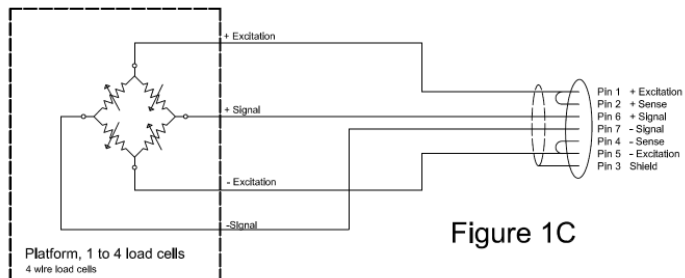 + Excitation
+ Signal
- Excitation
-Signal
Platform, 1 to 4 load cells
4 wire load cells
Pin 1 + Excitation
Pin 2 + Sense
Pin 6 + Signal
Pin 7 - Signal
Pin 4 - Sense
Pin 5 - Excitation
Pin 3 Shield
Figure 1C